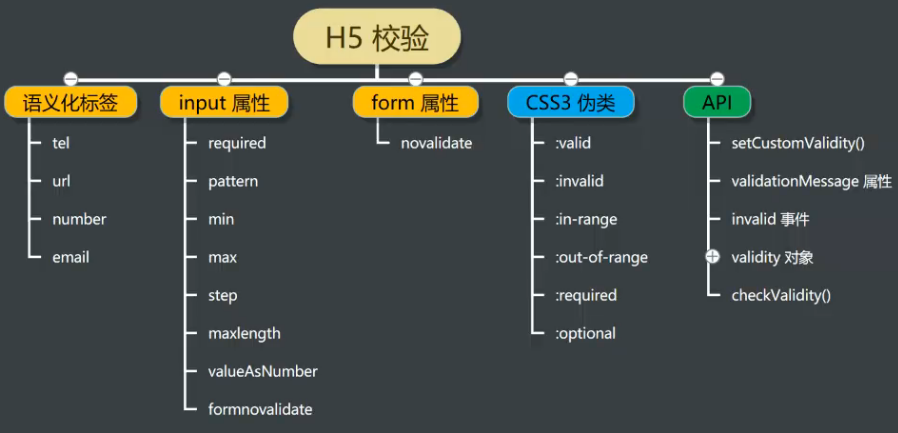 H5 校验
语义化标签
tel
url
number
email
input 属性
required
pattern
min
max
step
maxlength
valueAsNumber
formnovalidate
form 属性
novalidate
CSS3 伪类
:valid
:invalid
:in-range
:out-of-range
:required
:optional
API
setCustomValidity()
validationMessage 属性
invalid 事件
validity 对象
checkValidity()